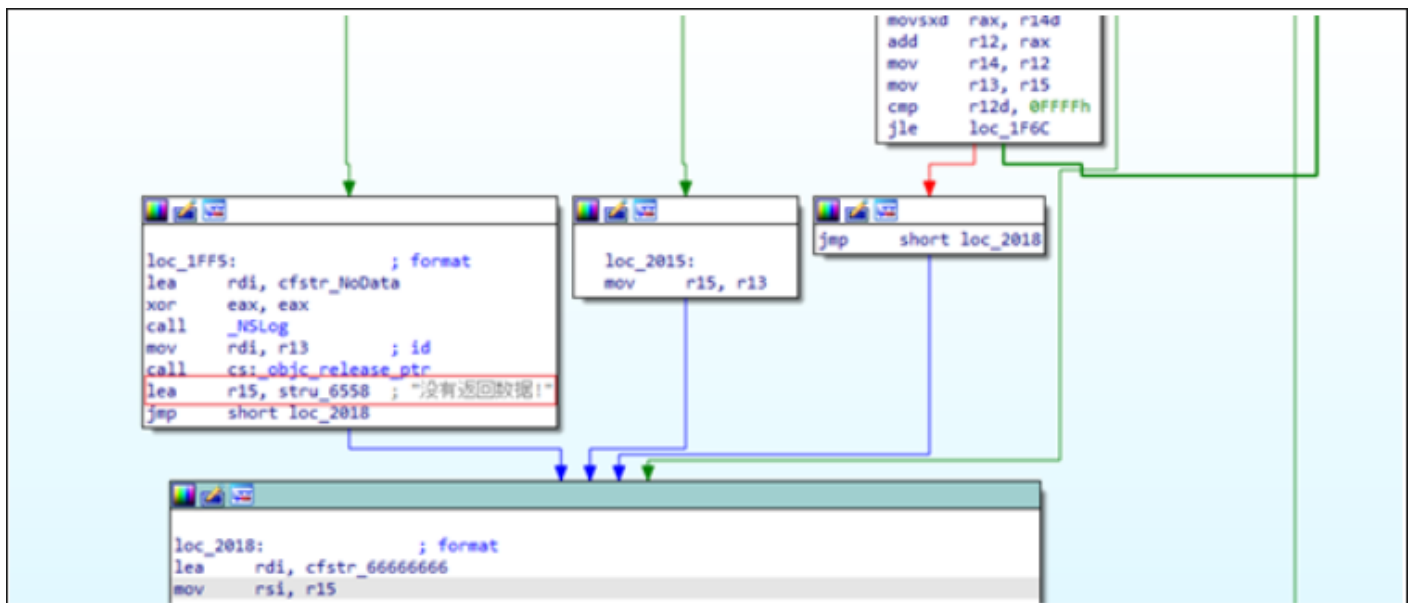 movsxd rax, r14d
add r12, rax
mov r14, r12
mov r13, r15
cmp r12d, 0FFFFh
jle loc_1F6C
loc_1FF5: ; format
lea rdi, cfstr_NoData
xor eax, eax
call _NSLog
mov rdi, r13 ; id
call cs:_objc_release_ptr
lea r15, stru_6558 ; "没有返回数据!"
jmp short loc_2018
loc_2015:
mov r15, r13
jmp short loc_2018
loc_2018: ; format
lea rdi, cfstr_66666666
mov rsi, r15